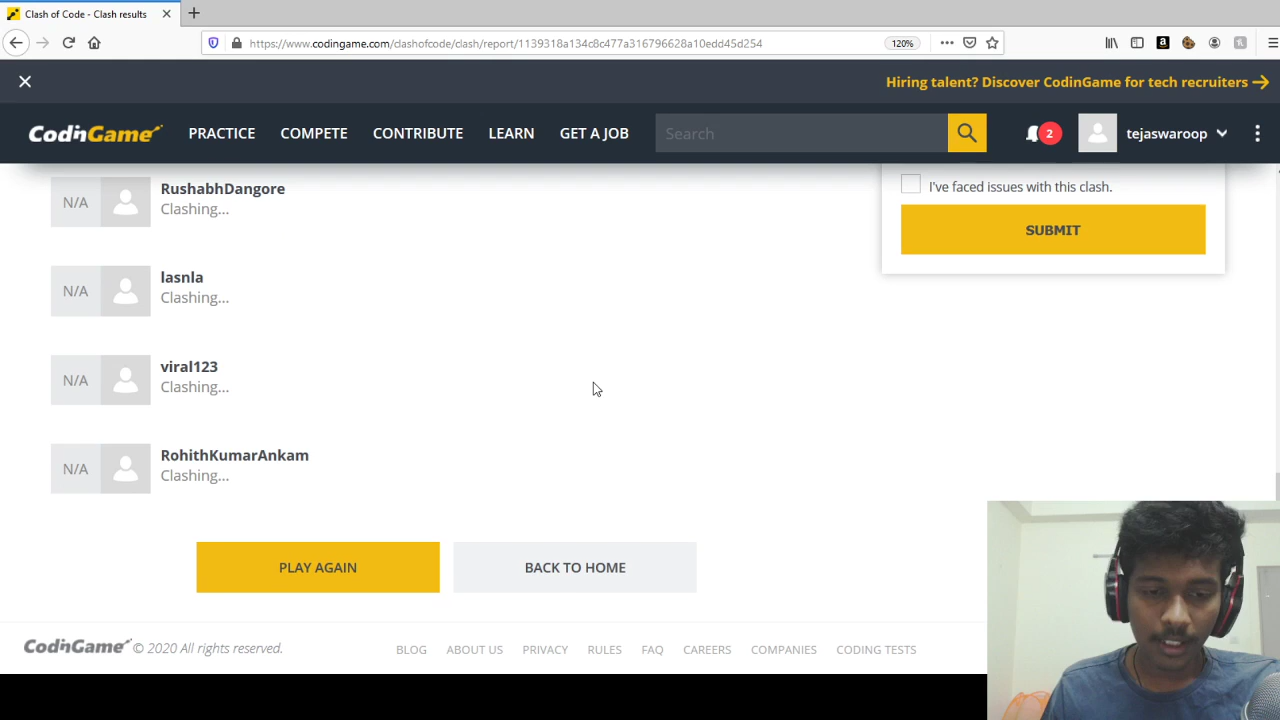 Clash of Code - Clash results
https://www.codingame.com/clashofcode/clash/report/1139318a134c8c477a316796628a10edd45d254
120%
Hiring talent? Discover CodinGame for tech recruiters
CodinGame PRACTICE COMPETE CONTRIBUTE LEARN GET A JOB Search 2 tejaswaroop
N/A RushabhDangore
Clashing...
I've faced issues with this clash.
SUBMIT
N/A lasnla
Clashing...
N/A viral123
Clashing...
N/A RohithKumarAnkam
Clashing...
PLAY AGAIN BACK TO HOME
CodinGame © 2020 All rights reserved. BLOG ABOUT US PRIVACY RULES FAQ CAREERS COMPANIES CODING TESTS